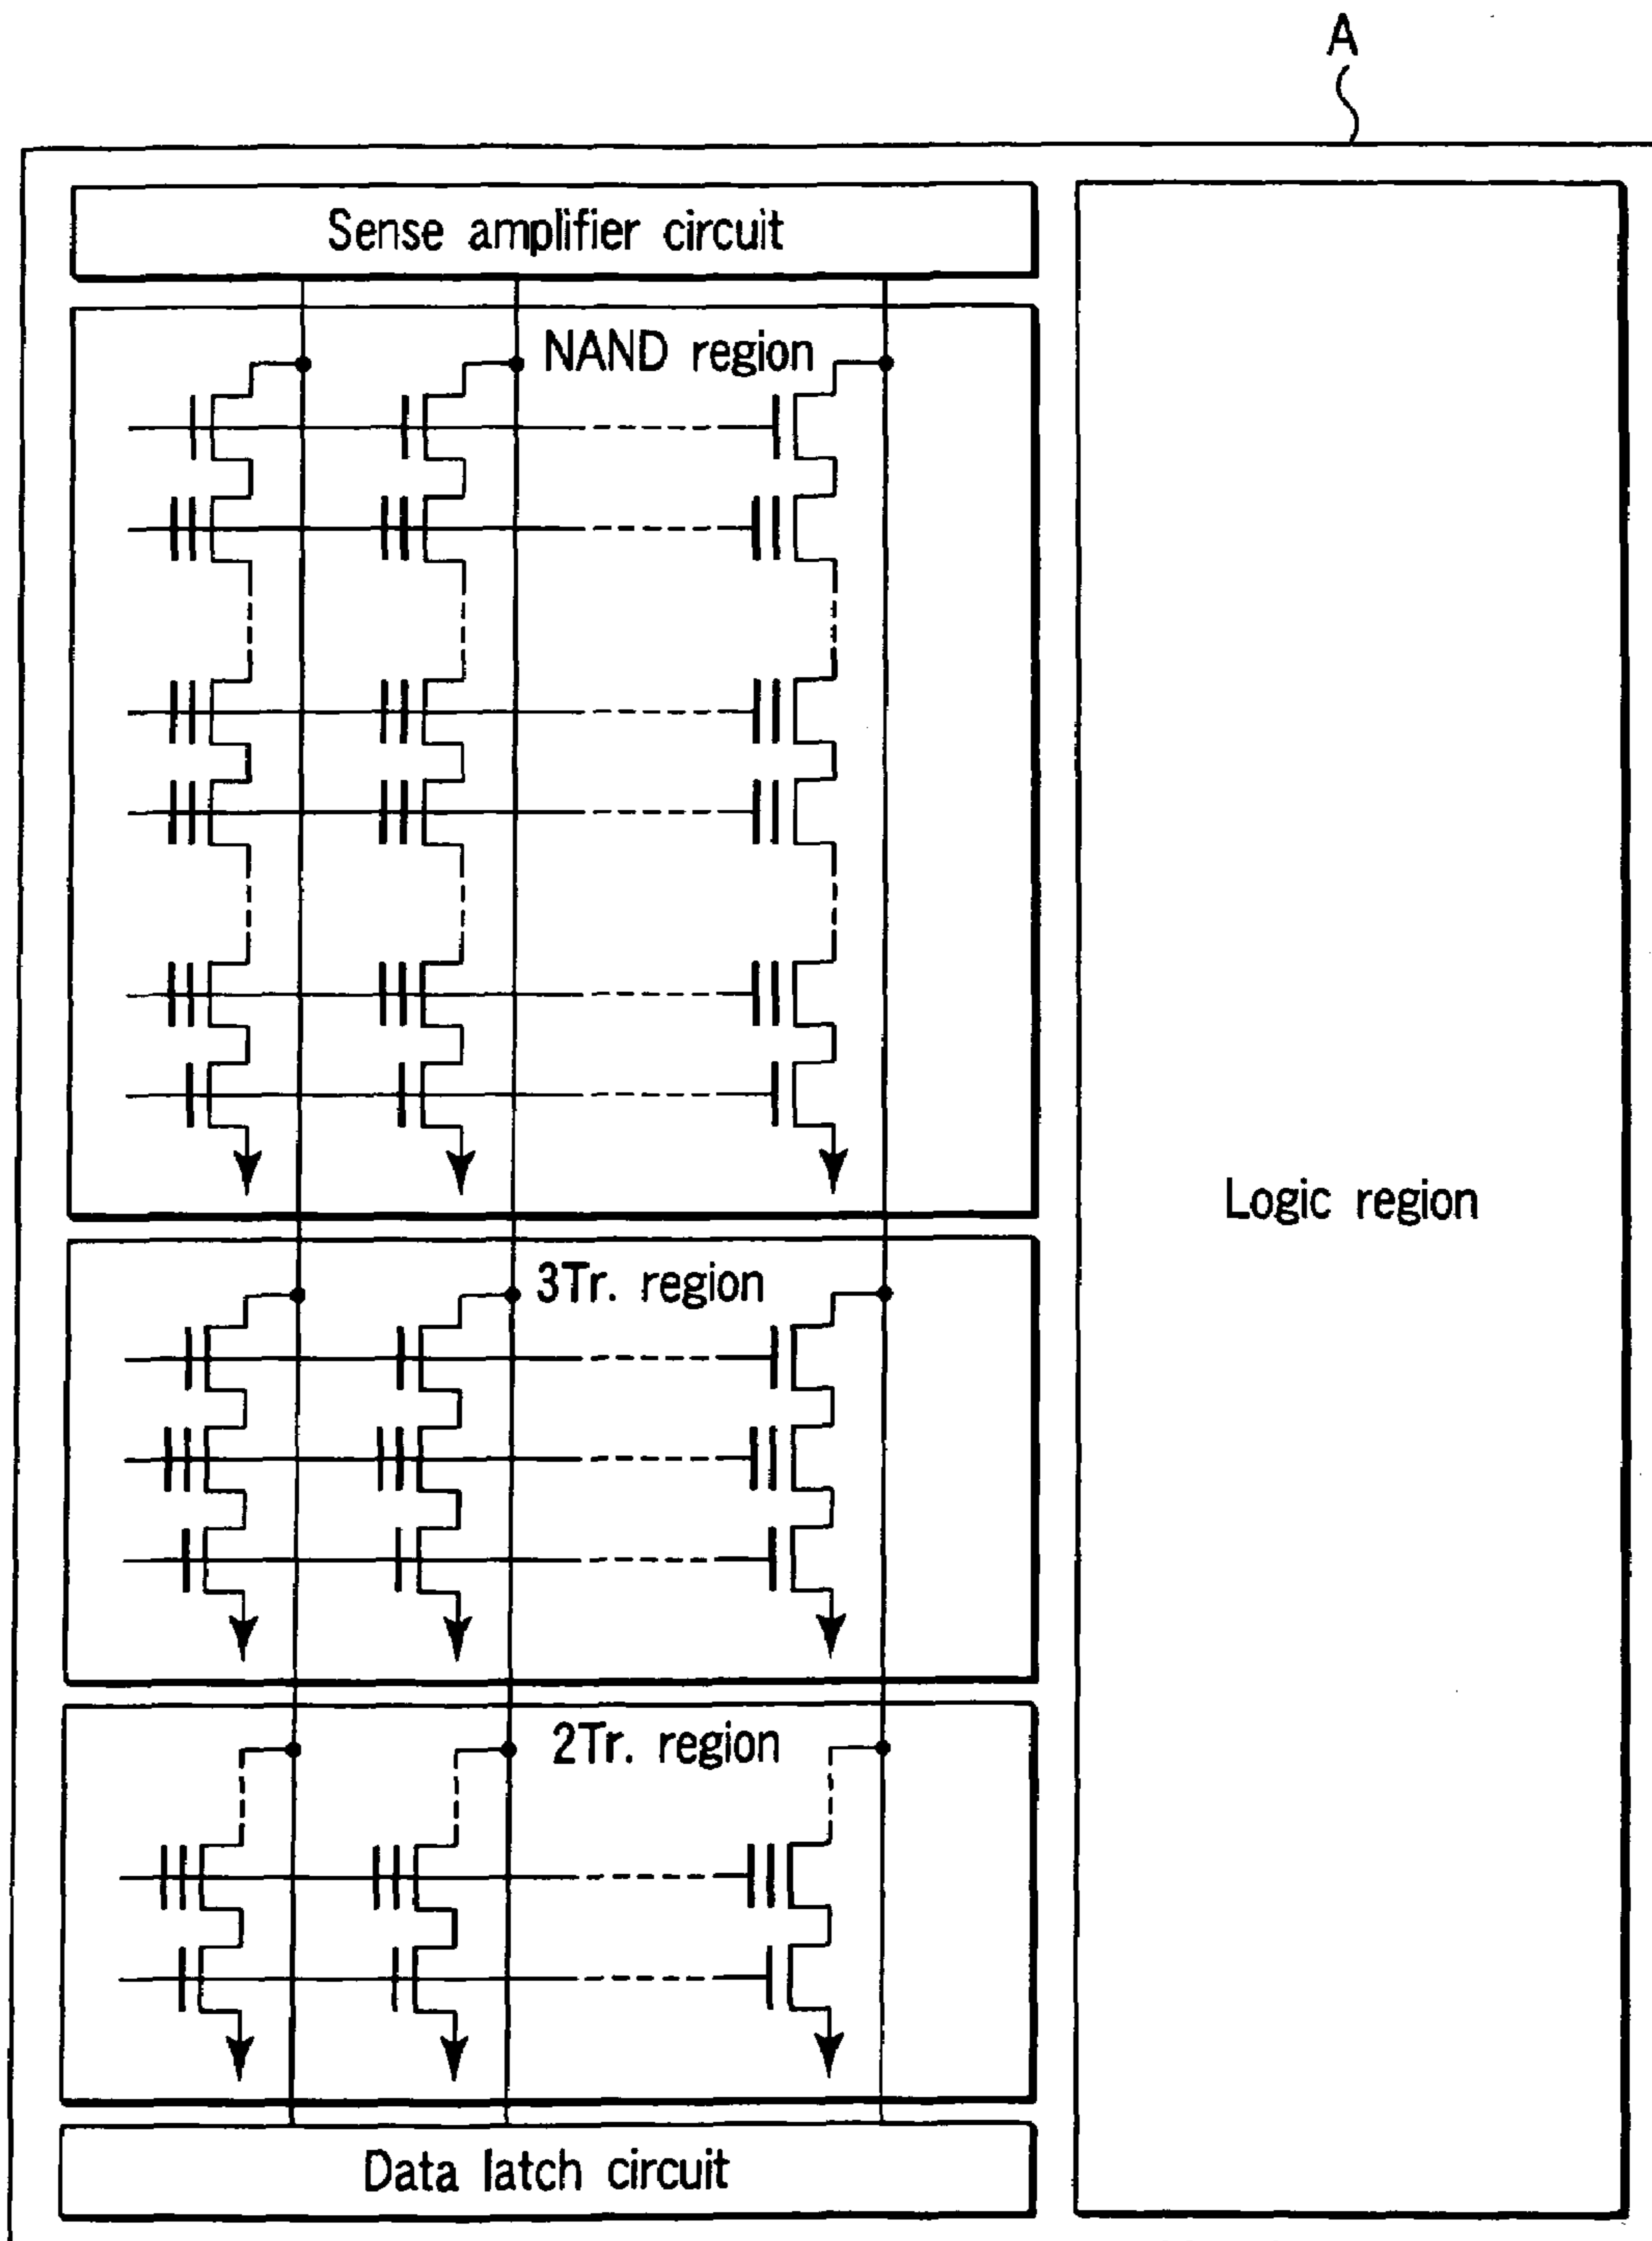 A
Sense amplifier circuit
NAND region
Logic region
3Tr. region
2Tr. region
Data latch circuit